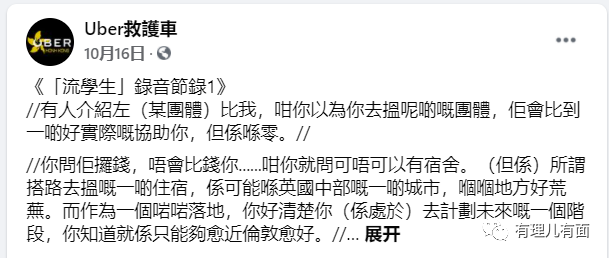 UBER
HONG KONG
Uber救護車
10月16日 ·
《「流學生」錄音節錄1》
//有人介紹左（某團體）比我，咁你以為你去搵呢啲嘅團體，佢會比到
一啲好實際嘅協助你，但係喺零。//
//你問佢攞錢，唔會比錢你......咁你就問可唔可以有宿舍。（但係）所謂
搭路去搵嘅一啲住宿，係可能喺英國中部嘅一啲城市，嗰嗰地方好荒
蕪。而作為一個啱啱落地，你好清楚你（係處於）去計劃未來嘅一個階
段，你知道就係只能夠愈近倫敦愈好。//... 展开
有理儿有面